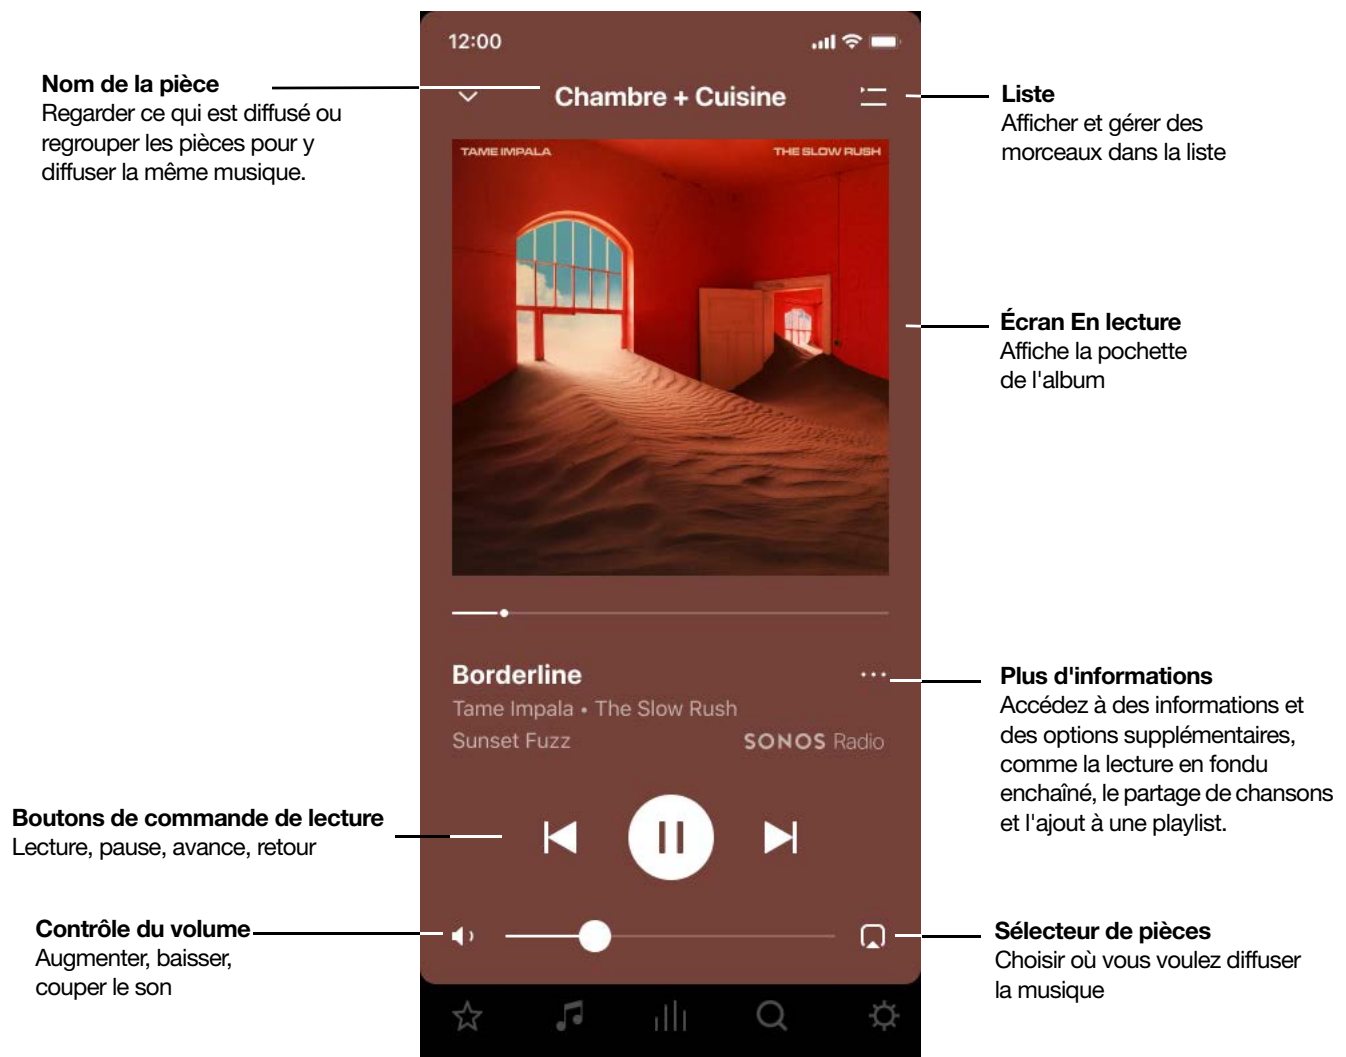 12:00
Nom de la pièce
Regarder ce qui est diffusé ou
regrouper les pièces pour y
diffuser la même musique.
Chambre + Cuisine
Liste
Afficher et gérer des
morceaux dans la liste
TAME IMPALA
THE SLOW RUSH
Écran En lecture
Affiche la pochette
de l'album
Borderline
Tame Impala • The Slow Rush
Sunset Fuzz
SONOS Radio
Plus d'informations
Accédez à des informations et
des options supplémentaires,
comme la lecture en fondu
enchaîné, le partage de chansons
et l'ajout à une playlist.
Boutons de commande de lecture
Lecture, pause, avance, retour
Contrôle du volume
Augmenter, baisser,
couper le son
Sélecteur de pièces
Choisir où vous voulez diffuser
la musique